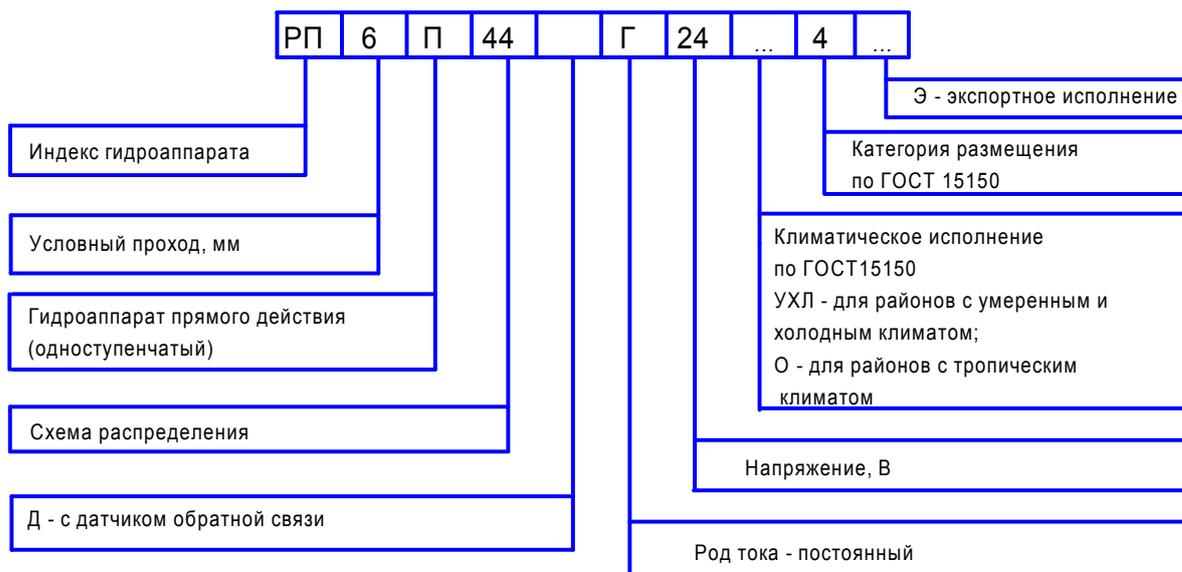 РП 6 П 44 Г 24 ... 4 ...
Э - экспортное исполнение
Индекс гидроаппарата
Категория размещения
по ГОСТ 15150
Условный проход, мм
Климатическое исполнение
по ГОСТ15150
УХЛ - для районов с умеренным и
холодным климатом;
О - для районов с тропическим
климатом
Гидроаппарат прямого действия
(одноступенчатый)
Схема распределения
Напряжение, В
Д - с датчиком обратной связи
Род тока - постоянный